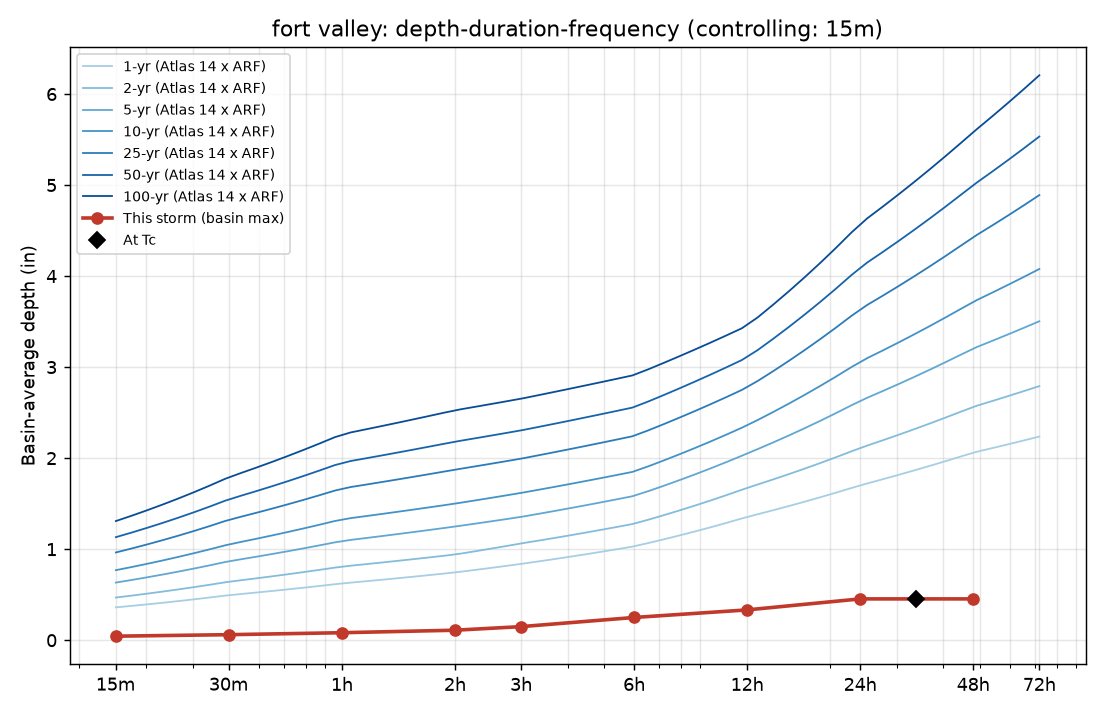 fort valley: depth-duration-frequency (controlling: 15m)
1-yr (Atlas 14 x ARF)
2-yr (Atlas 14 x ARF)
5-yr (Atlas 14 x ARF)
10-yr (Atlas 14 x ARF)
25-yr (Atlas 14 x ARF)
50-yr (Atlas 14 x ARF)
100-yr (Atlas 14 x ARF)
This storm (basin max)
At Tc
Basin-average depth (in)
6
5
4
3
2
1
0
15m 30m 1h 2h 3h 6h 12h 24h 48h 72h